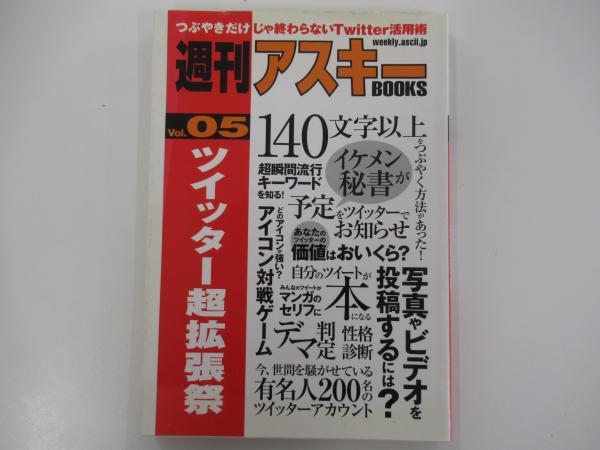 つぶやきだけじゃ終わらないTwitter活用術
weekly.ascii.jp
週刊アスキー
BOOKS
Vol.05
ツイッター超拡張祭
140文字以上
をつぶやく方法があった!
超瞬間流行
キーワード
を知る!
イケメン
秘書が
予定をツイッターで
お知らせ
どのアイコンが強い?
アイコン対戦ゲーム
あなたの
ツイッターの
価値はおいくら?
自分のツイートが
本になる
みんなのツイートが
マンガの
セリフに
写真やビデオを
投稿するには?
デマ判定
性格
診断
今、世間を騒がせている
有名人200名の
ツイッターアカウント